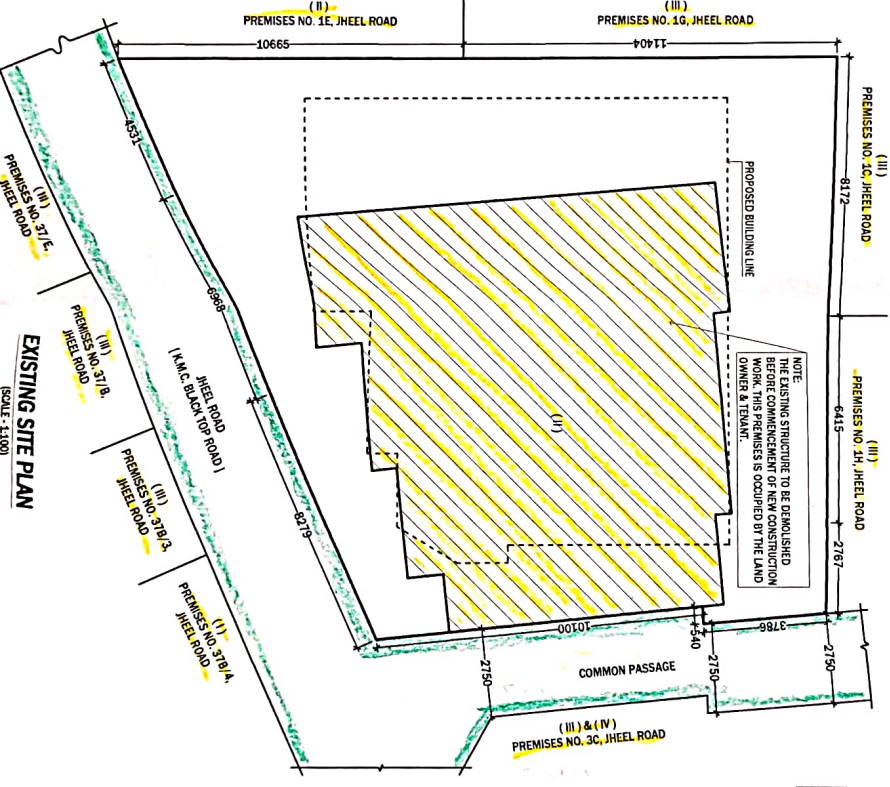 ( II )
PREMISES NO. 1E, JHEEL ROAD
( III )
PREMISES NO. 1G, JHEEL ROAD
10665
11404
( III )
PREMISES NO. 1C, JHEEL ROAD
8172
( III )
PREMISES NO. 1H, JHEEL ROAD
6415
2767
PROPOSED BUILDING LINE
NOTE:
THE EXISTING STRUCTURE TO BE DEMOLISHED
BEFORE COMMENCEMENT OF NEW CONSTRUCTION
WORK. THIS PREMISES IS OCCUPIED BY THE LAND
OWNER & TENANT.
( II )
4531
6968
8279
JHEEL ROAD
[ K.M.C. BLACK TOP ROAD ]
( III )
PREMISES NO. 37/E,
JHEEL ROAD
( III )
PREMISES NO. 37/B,
JHEEL ROAD
( III )
PREMISES NO. 37B/3,
JHEEL ROAD
( I )
PREMISES NO. 37B/4,
JHEEL ROAD
10100
540
3786
2750
2750
2750
COMMON PASSAGE
( III ) & ( IV )
PREMISES NO. 3C, JHEEL ROAD
EXISTING SITE PLAN
(SCALE - 1:100)